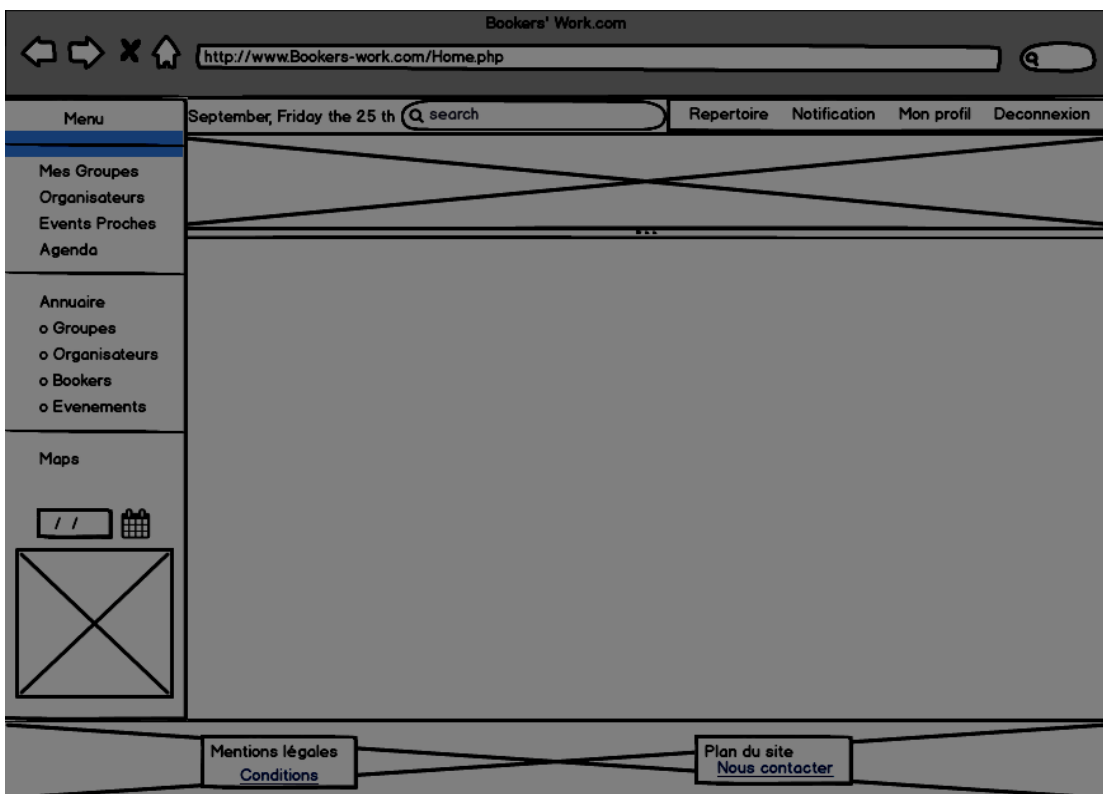 Bookers' Work.com
http://www.Bookers-work.com/Home.php
Menu
September, Friday the 25 th
search
Repertoire Notification Mon profil Deconnexion
Mes Groupes
Organisateurs
Events Proches
Agenda
Annuaire
o Groupes
o Organisateurs
o Bookers
o Evenements
Maps
/ /
Mentions légales
Conditions
Plan du site
Nous contacter